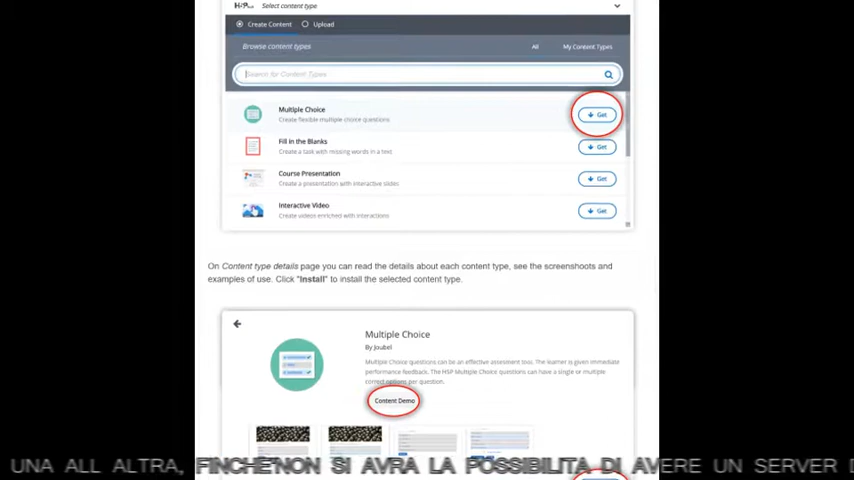 H5P Select content type
Create Content Upload
Browse content types All My Content Types
Search for Content Types
Multiple Choice
Create flexible multiple choice questions
Get
Fill in the Blanks
Create a task with missing words in a text
Get
Course Presentation
Create a presentation with interactive slides
Get
Interactive Video
Create videos enriched with interactions
Get
On Content type details page you can read the details about each content type, see the screenshoots and
examples of use. Click "Install" to install the selected content type.
Multiple Choice
By Joubel
Multiple Choice questions can be an effective assessment tool. The learner is given immediate
performance feedback. The H5P Multiple Choice questions can have a single or multiple
correct options per question.
Content Demo
UNA ALL ALTRA, FINCHE'NON SI AVRA LA POSSIBILITA DI AVERE UN SERVER